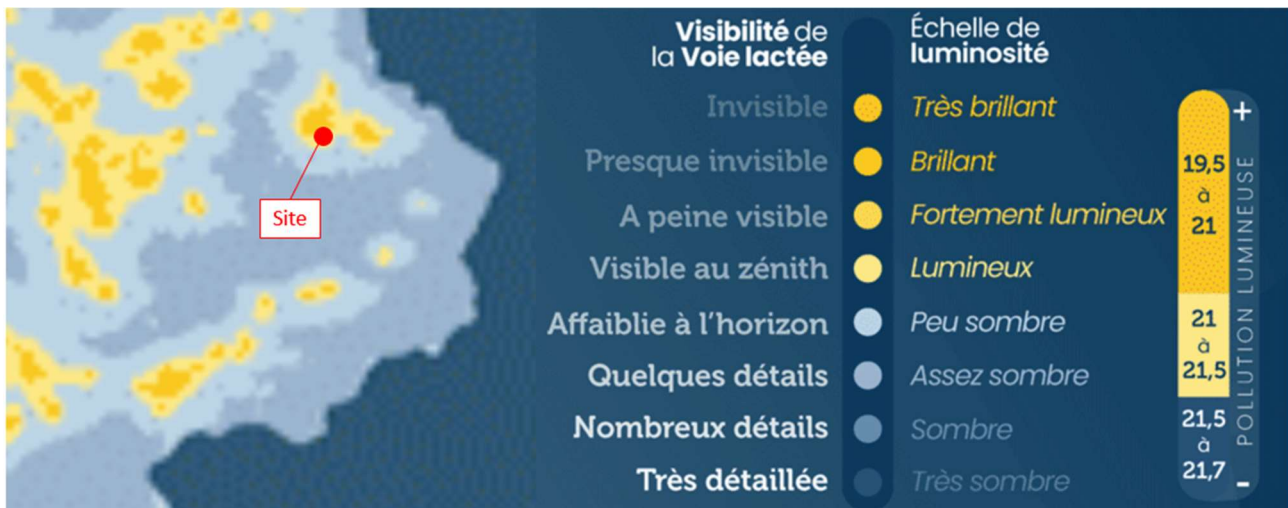 Site
Visibilité de
la Voie lactée
Échelle de
luminosité
Invisible
Très brillant
Presque invisible
Brillant
A peine visible
Fortement lumineux
Visible au zénith
Lumineux
Affaiblie à l'horizon
Peu sombre
Quelques détails
Assez sombre
Nombreux détails
Sombre
Très détaillée
Très sombre
+
19,5
à
21
21
à
21,5
21,5
à
21,7
-
POLLUTION LUMINEUSE